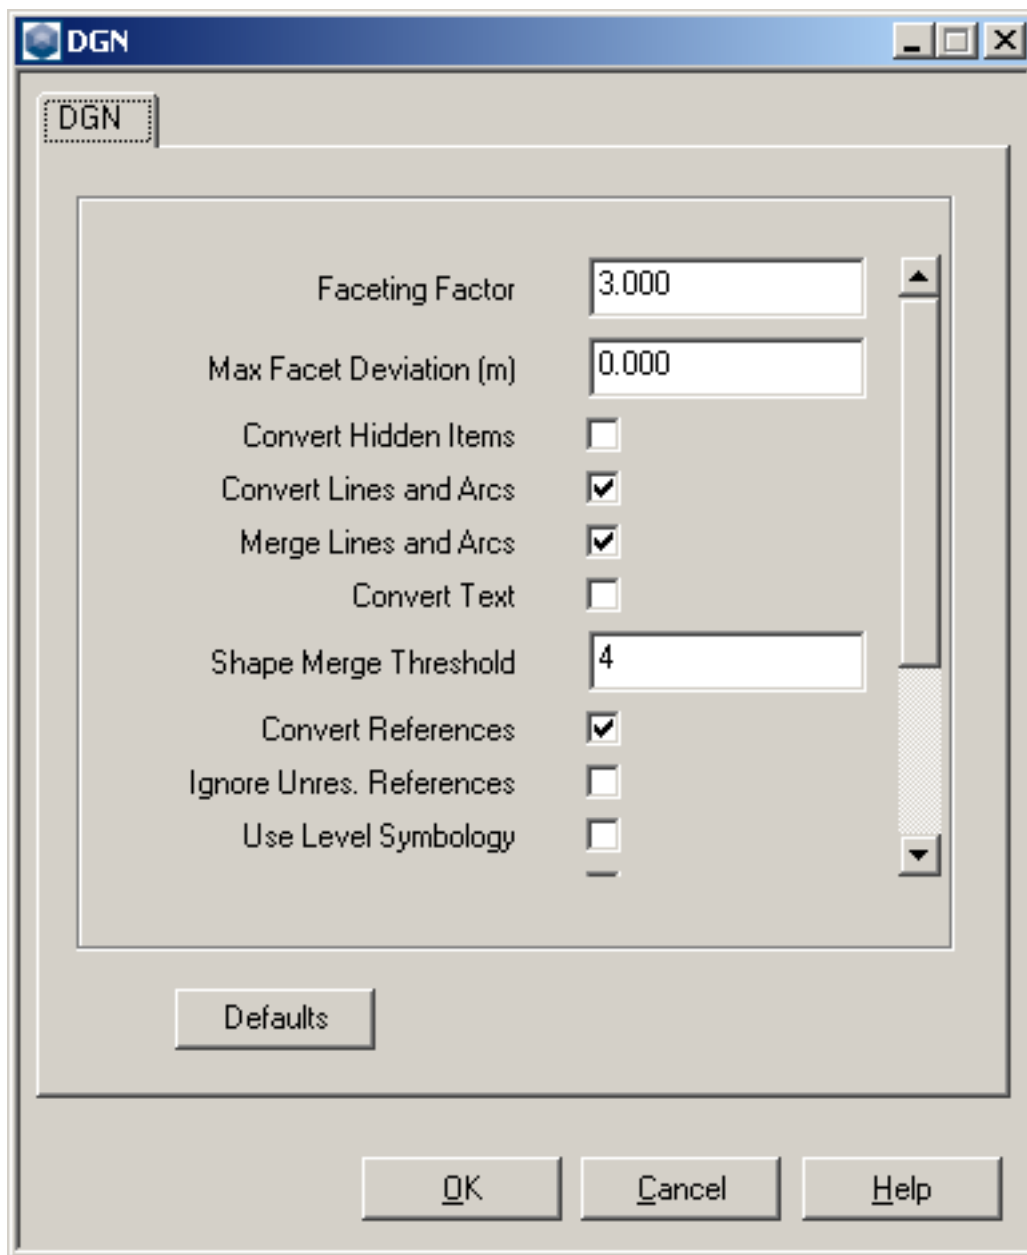 DGN
DGN
Faceting Factor 3.000
Max Facet Deviation (m) 0.000
Convert Hidden Items
Convert Lines and Arcs
Merge Lines and Arcs
Convert Text
Shape Merge Threshold 4
Convert References
Ignore Unres. References
Use Level Symbology
Defaults
OK Cancel Help